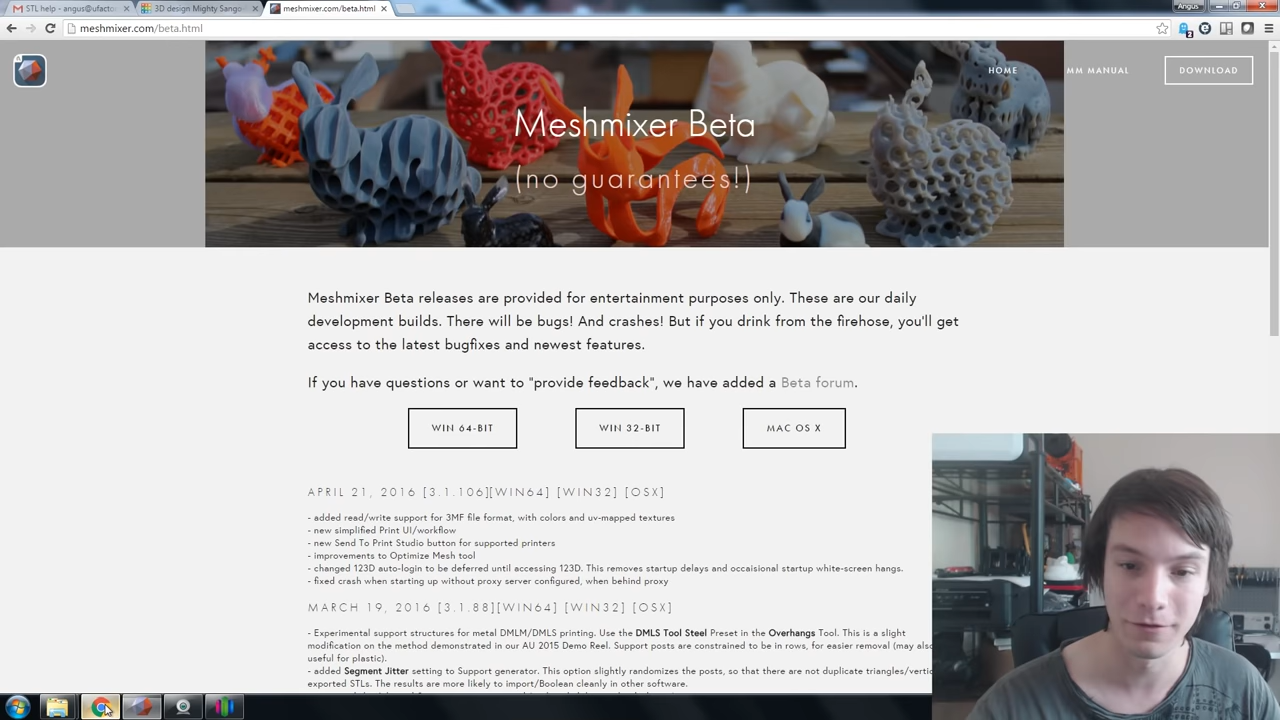 STL help - angus@ufacto
3D design Mighty Sango
meshmixer.com/beta.html
Angus
meshmixer.com/beta.html
2
HOME
MM MANUAL
DOWNLOAD
Meshmixer Beta
(no guarantees!)
Meshmixer Beta releases are provided for entertainment purposes only. These are our daily
development builds. There will be bugs! And crashes! But if you drink from the firehose, you'll get
access to the latest bugfixes and newest features.
If you have questions or want to "provide feedback", we have added a Beta forum.
WIN 64-BIT
WIN 32-BIT
MAC OS X
APRIL 21, 2016 [3.1.106][WIN64] [WIN32] [OSX]
- added read/write support for 3MF file format, with colors and uv-mapped textures
- new simplified Print UI/workflow
- new Send To Print Studio button for supported printers
- improvements to Optimize Mesh tool
- changed 123D auto-login to be deferred until accessing 123D. This removes startup delays and occaisional startup white-screen hangs.
- fixed crash when starting up without proxy server configured, when behind proxy
MARCH 19, 2016 [3.1.88][WIN64] [WIN32] [OSX]
- Experimental support structures for metal DMLM/DMLS printing. Use the DMLS Tool Steel Preset in the Overhangs Tool. This is a slight
modification on the method demonstrated in our AU 2015 Demo Reel. Support posts are constrained to be in rows, for easier removal (may also
useful for plastic).
- added Segment Jitter setting to Support generator. This option slightly randomizes the posts, so that there are not duplicate triangles/vertic
exported STLs. The results are more likely to import/Boolean cleanly in other software.